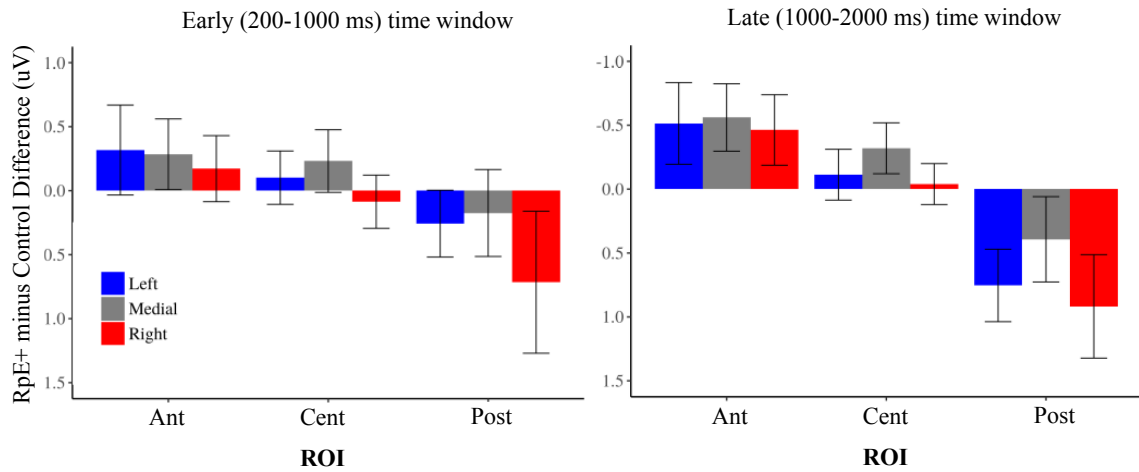 Early (200-1000 ms) time window
Late (1000-2000 ms) time window
RpE+ minus Control Difference (uV)
1.0
0.5
0.0
0.5
1.0
1.5
Left
Medial
Right
Ant
Cent
Post
ROI
-1.0
-0.5
0.0
0.5
1.0
1.5
Ant
Cent
Post
ROI